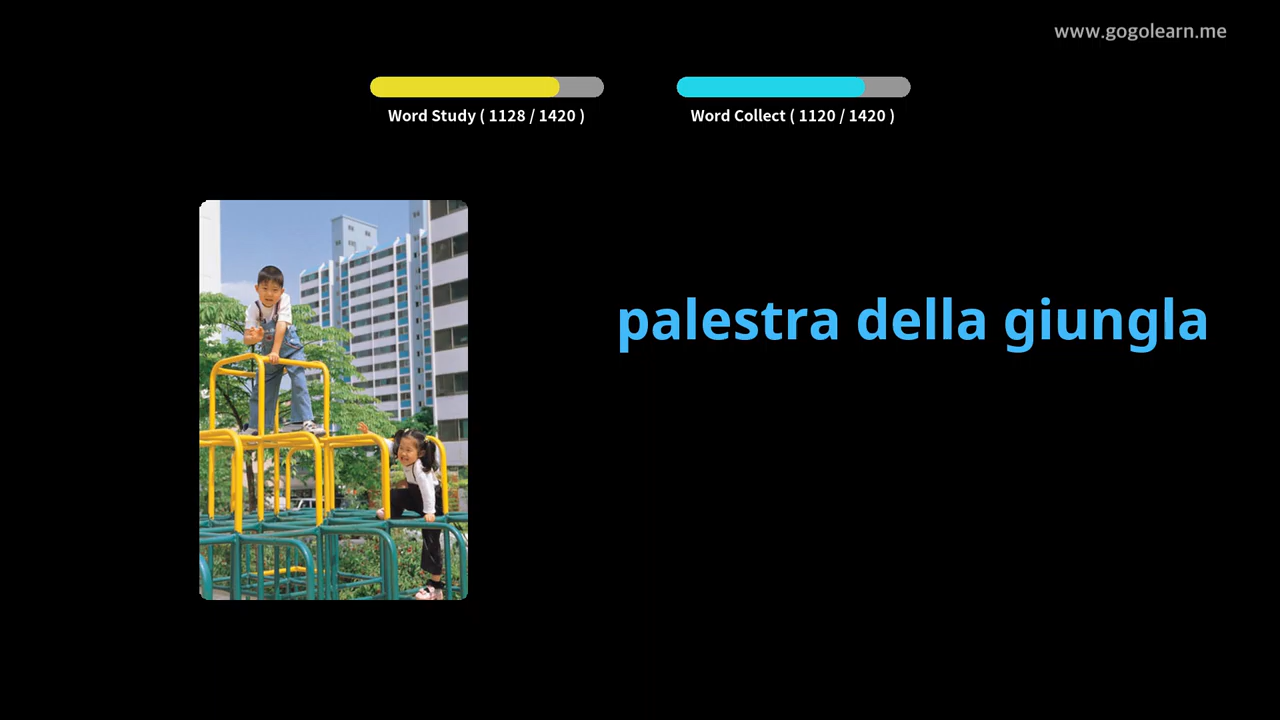 www.gogolearn.me
Word Study ( 1128 / 1420 )
Word Collect ( 1120 / 1420 )
palestra della giungla